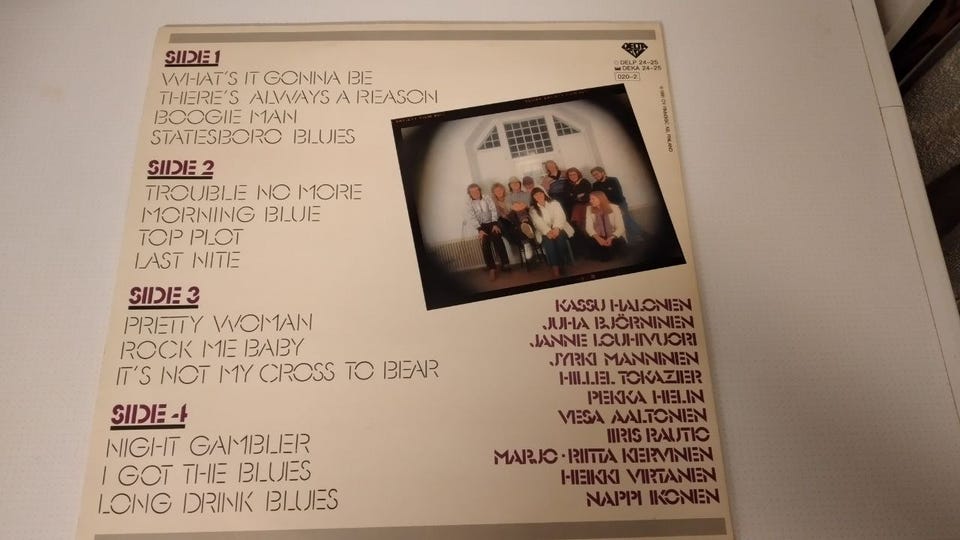 SIDE 1
WHAT'S IT GONNA BE
THERE'S ALWAYS A REASON
BOOGIE MAN
STATESBORO BLUES
SIDE 2
TROUBLE NO MORE
MORNING BLUE
TOP PLOT
LAST NITE
SIDE 3
PRETTY WOMAN
ROCK ME BABY
IT'S NOT MY CROSS TO BEAR
SIDE 4
NIGHT GAMBLER
I GOT THE BLUES
LONG DRINK BLUES
DELTA
DELP 24-25
DEKA 24-25
020-2
KASSU HALONEN
JUHA BJÖRNINEN
JANNE LOUHIVUORI
JYRKI MANNINEN
HILLEL TOKAZIER
PEKKA HELIN
VESA AALTONEN
IIRIS RAUTIO
MARJO-RIITTA KERVINEN
HEIKKI VIRTANEN
NAPPI IKONEN